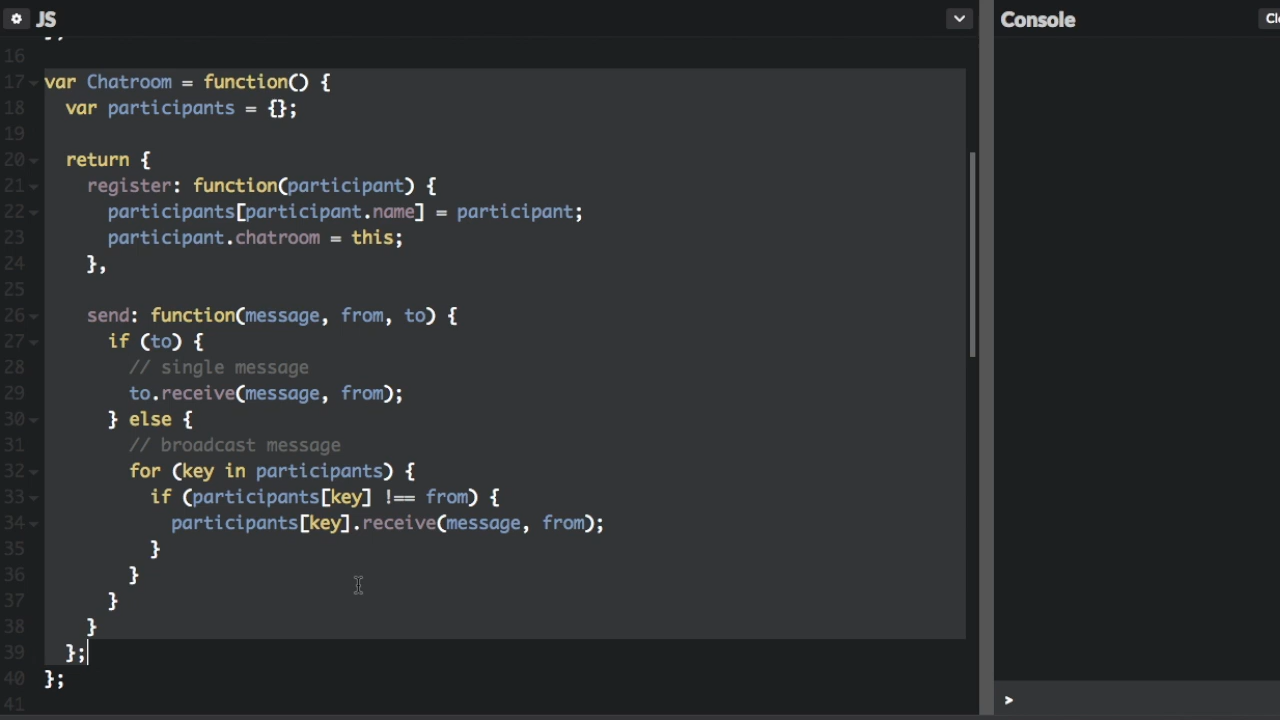 JS
Console
16
17 var Chatroom = function() {
18   var participants = {};
19
20   return {
21     register: function(participant) {
22       participants[participant.name] = participant;
23       participant.chatroom = this;
24     },
25
26     send: function(message, from, to) {
27       if (to) {
28         // single message
29         to.receive(message, from);
30       } else {
31         // broadcast message
32         for (key in participants) {
33           if (participants[key] !== from) {
34             participants[key].receive(message, from);
35           }
36         }
37       }
38     }
39   };
40 };
41
>